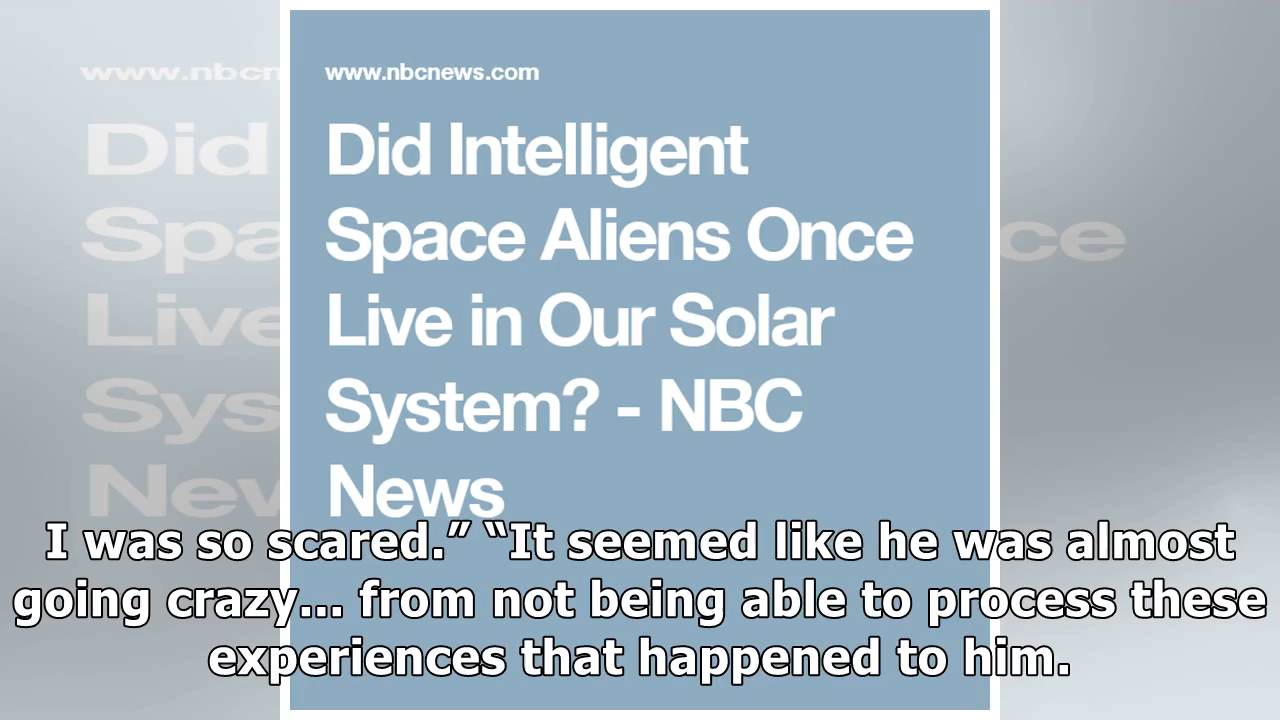 www.nbcnews.com
Did Intelligent
Space Aliens Once
Live in Our Solar
System? - NBC
News
I was so scared.” “It seemed like he was almost
going crazy... from not being able to process these
experiences that happened to him.